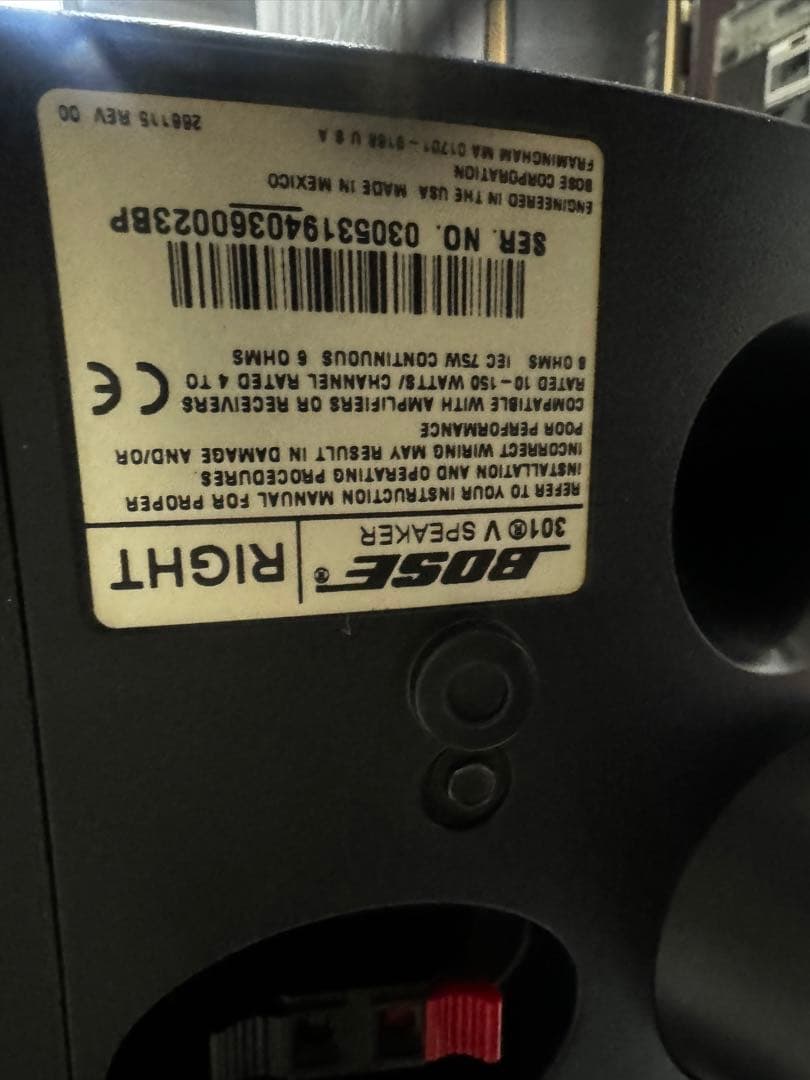 BOSE® RIGHT
301® V SPEAKER
REFER TO YOUR INSTRUCTION MANUAL FOR PROPER
INSTALLATION AND OPERATING PROCEDURES.
INCORRECT WIRING MAY RESULT IN DAMAGE AND/OR
POOR PERFORMANCE
COMPATIBLE WITH AMPLIFIERS OR RECEIVERS
RATED 10-150 WATTS/ CHANNEL RATED 4 TO
8 OHMS IEC 75W CONTINUOUS 6 OHMS
CE
SER. NO. 030531940360023BP
ENGINEERED IN THE USA MADE IN MEXICO
BOSE CORPORATION
FRAMINGHAM MA 01701-9168 U S A
266115 REV 00